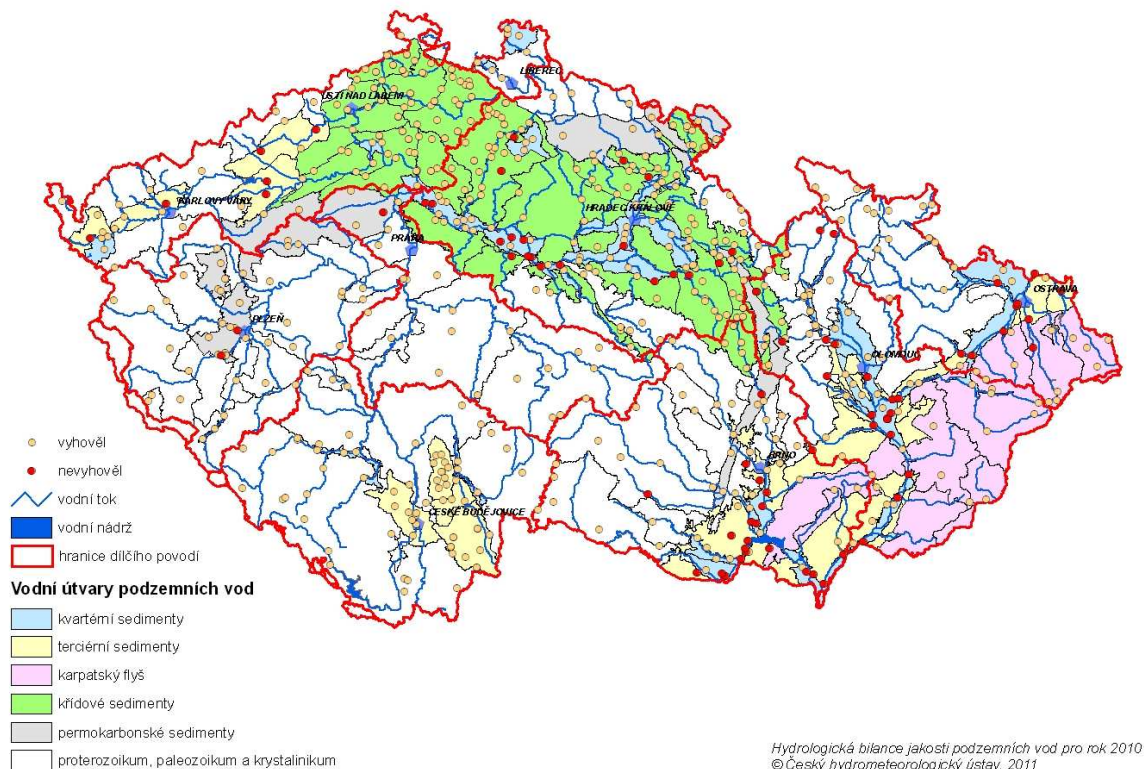 LIBEREC
ÚSTÍ NAD LABEM
KARLOVY VARY
HRADEC KRÁLOVÉ
PRAHA
PLZEŇ
OSTRAVA
OLOMOUC
BRNO
ČESKÉ BUDĚJOVICE
vyhověl
nevyhověl
vodní tok
vodní nádrž
hranice dílčího povodí
Vodní útvary podzemních vod
kvartérní sedimenty
terciérní sedimenty
karpatský flyš
křídové sedimenty
permokarbonské sedimenty
proterozoikum, paleozoikum a krystalinikum
Hydrologická bilance jakosti podzemních vod pro rok 2010
© Český hydrometeorologický ústav, 2011